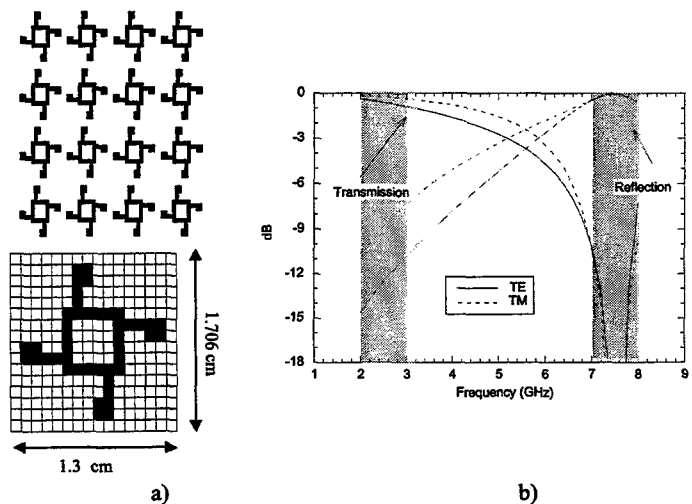 1.706 cm
1.3 cm
a)
b)
0
-3
-6
-9
-12
-15
-18
dB
Transmission
Reflection
TE
TM
1 2 3 4 5 6 7 8 9
Frequency (GHz)